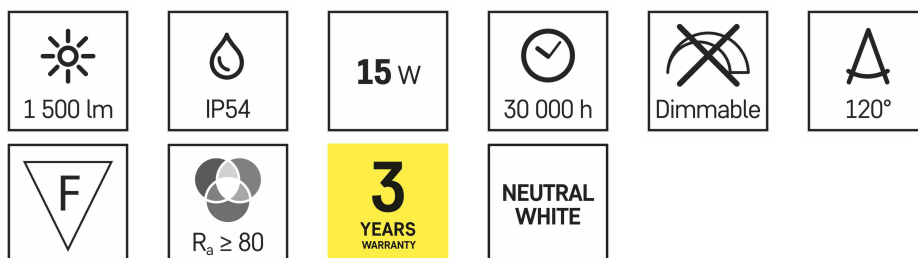 1 500 lm
IP54
15 W
30 000 h
Dimmable
120°
F
Ra ≥ 80
3
YEARS
WARRANTY
NEUTRAL
WHITE